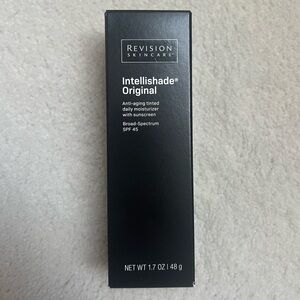 REVISION
SKINCARE®
Intellishade®
Original
Anti-aging tinted
daily moisturizer
with sunscreen
Broad-Spectrum
SPF 45
NET WT 1.7 OZ | 48 g